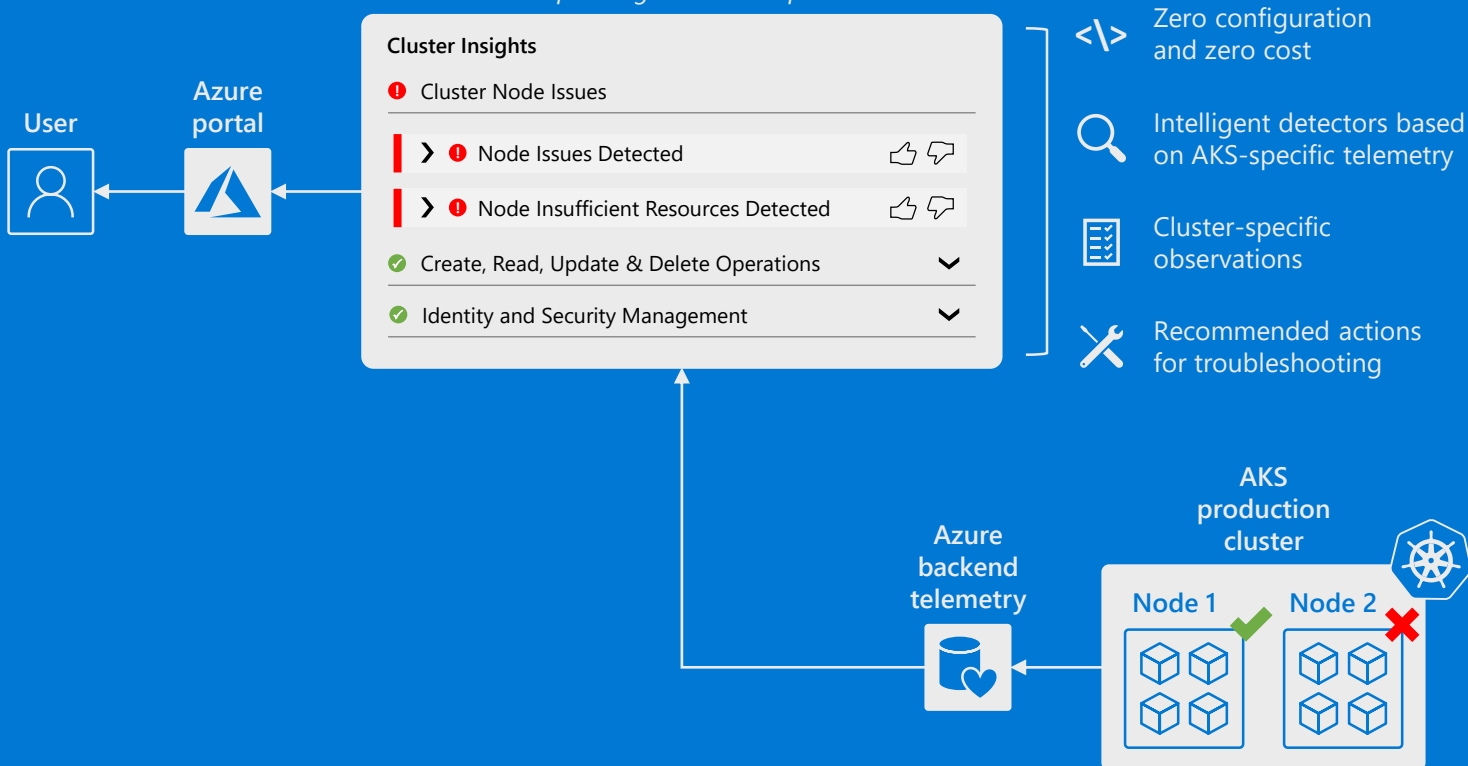 Cluster Insights
Cluster Node Issues
Node Issues Detected
Node Insufficient Resources Detected
Create, Read, Update & Delete Operations
Identity and Security Management
User
Azure
portal
</\>
Zero configuration
and zero cost
Intelligent detectors based
on AKS-specific telemetry
Cluster-specific
observations
Recommended actions
for troubleshooting
Azure
backend
telemetry
AKS
production
cluster
Node 1
Node 2